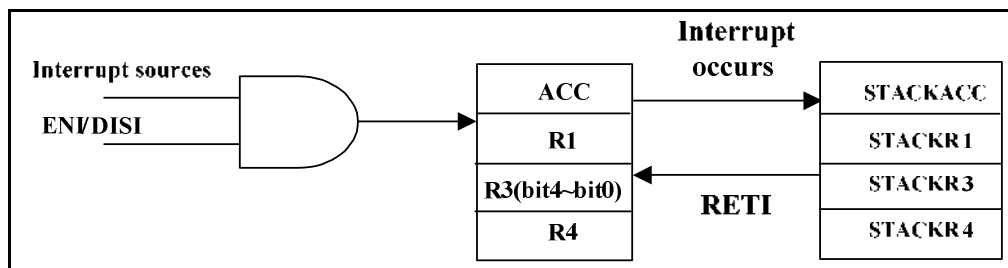 Interrupt sources
ENI/DISI
ACC
R1
R3(bit4~bit0)
R4
Interrupt
occurs
RETI
STACKACC
STACKR1
STACKR3
STACKR4